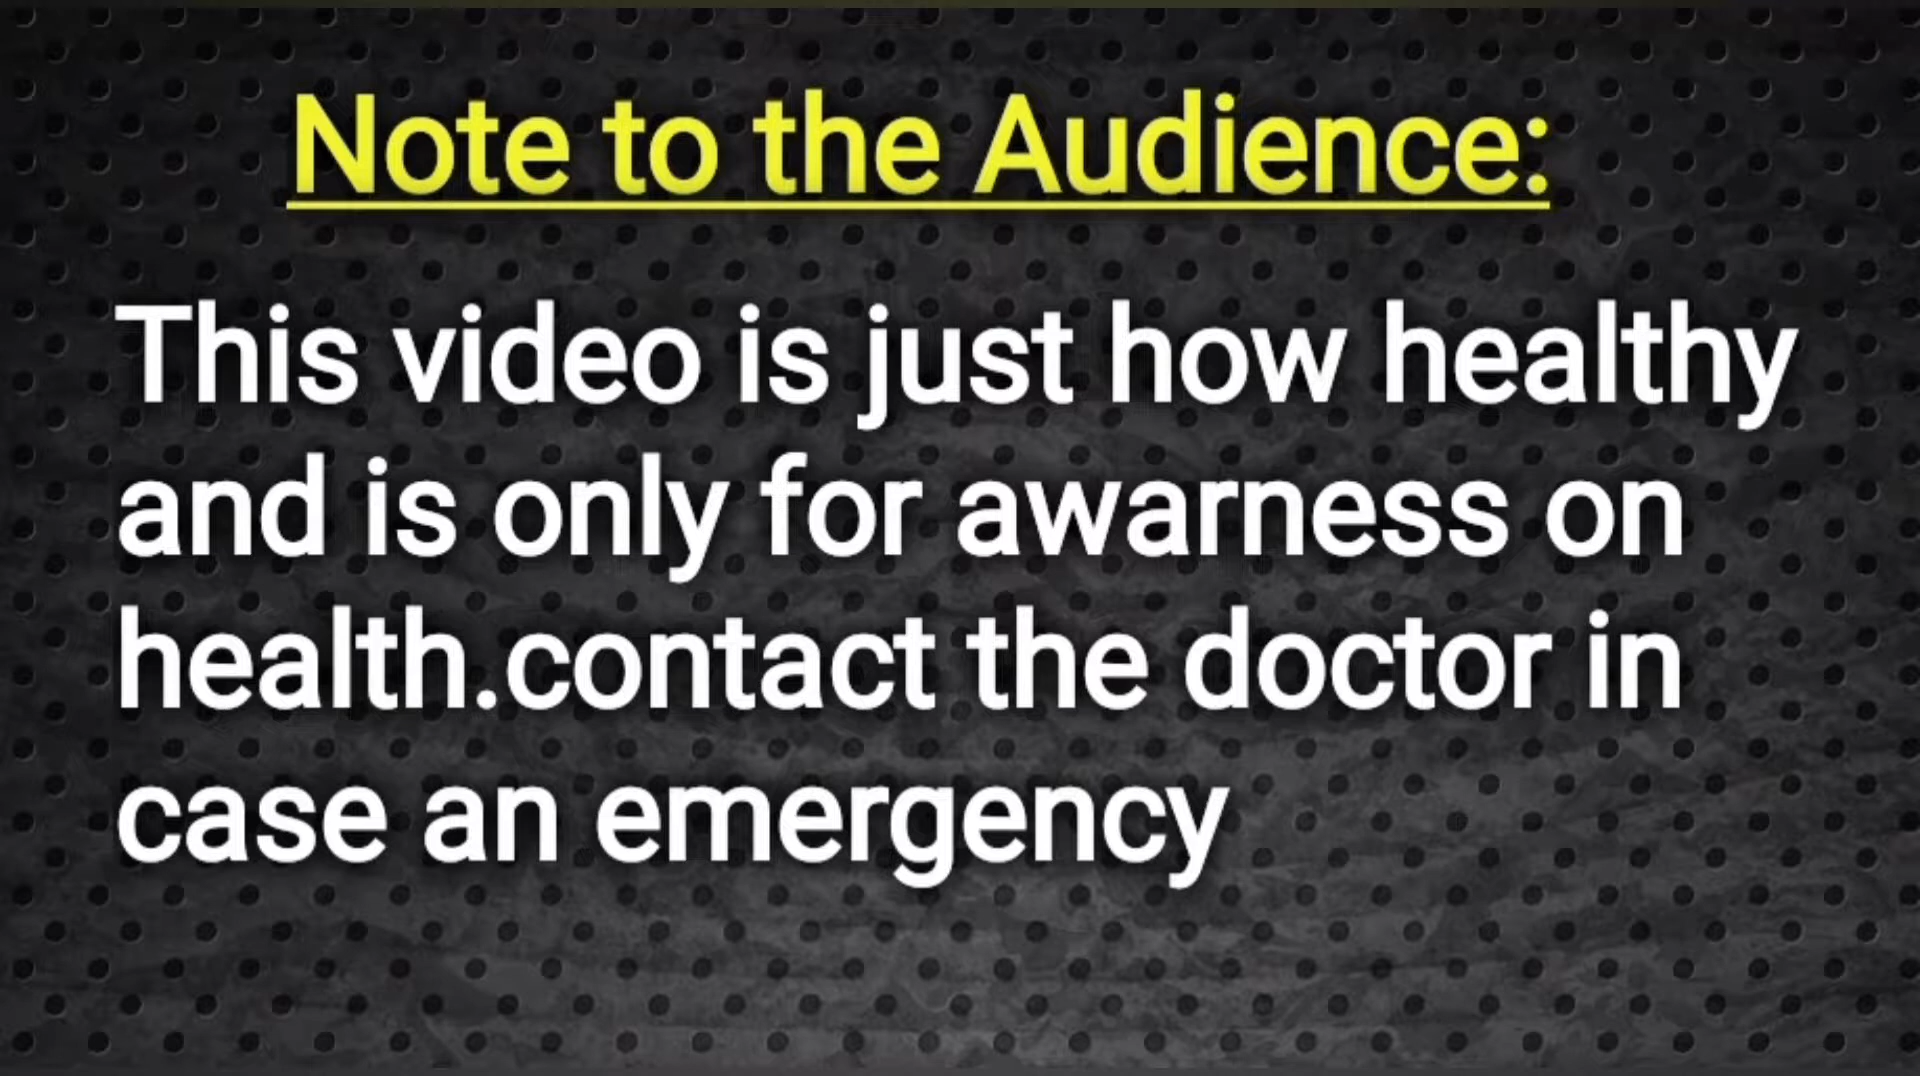 Note to the Audience:
This video is just how healthy
and is only for awarness on
health.contact the doctor in
case an emergency